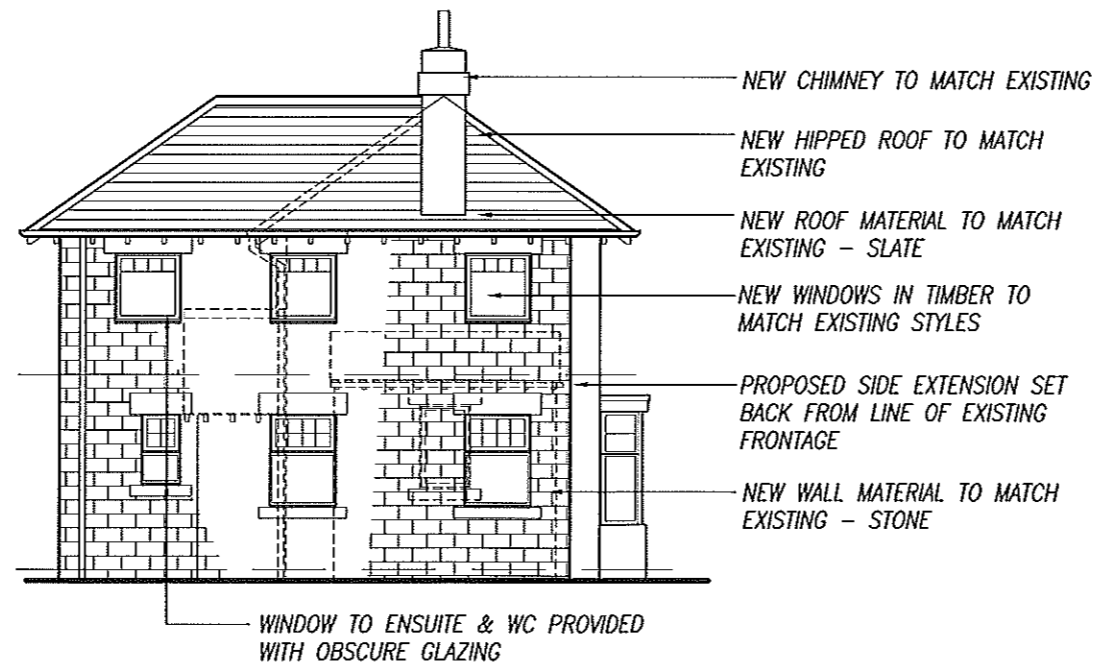 NEW CHIMNEY TO MATCH EXISTING
NEW HIPPED ROOF TO MATCH
EXISTING
NEW ROOF MATERIAL TO MATCH
EXISTING – SLATE
NEW WINDOWS IN TIMBER TO
MATCH EXISTING STYLES
PROPOSED SIDE EXTENSION SET
BACK FROM LINE OF EXISTING
FRONTAGE
NEW WALL MATERIAL TO MATCH
EXISTING – STONE
WINDOW TO ENSUITE & WC PROVIDED
WITH OBSCURE GLAZING